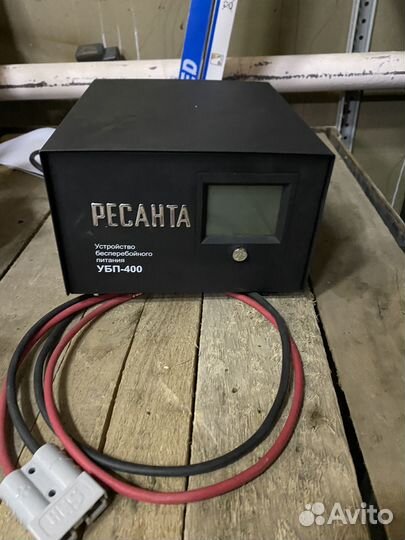 РЕСАНТА
Устройство
бесперебойного
питания
УБП-400
Avito